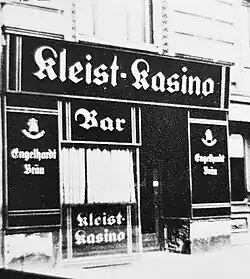 Kleist-Kasino
Bar
Engelhardt
Bräu
Engelhardt
Bräu
Kleist-
Kasino